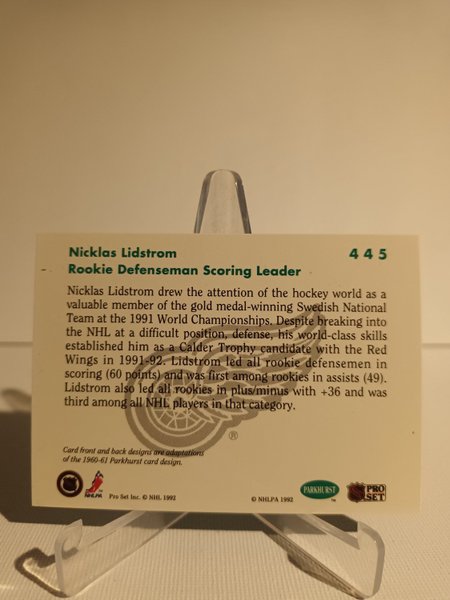 Nicklas Lidstrom 445
Rookie Defenseman Scoring Leader
Nicklas Lidstrom drew the attention of the hockey world as a
valuable member of the gold medal-winning Swedish National
Team at the 1991 World Championships. Despite breaking into
the NHL at a difficult position, defense, his world-class skills
established him as a Calder Trophy candidate with the Red
Wings in 1991-92. Lidstrom led all rookie defensemen in
scoring (60 points) and was first among rookies in assists (49).
Lidstrom also led all rookies in plus/minus with +36 and was
third among all NHL players in that category.
®
Card front and back designs are adaptations
of the 1960-61 Parkhurst card design.
NHLPA Pro Set Inc. © NHL 1992 © NHLPA 1992 PARKHURST ™ PRO SET